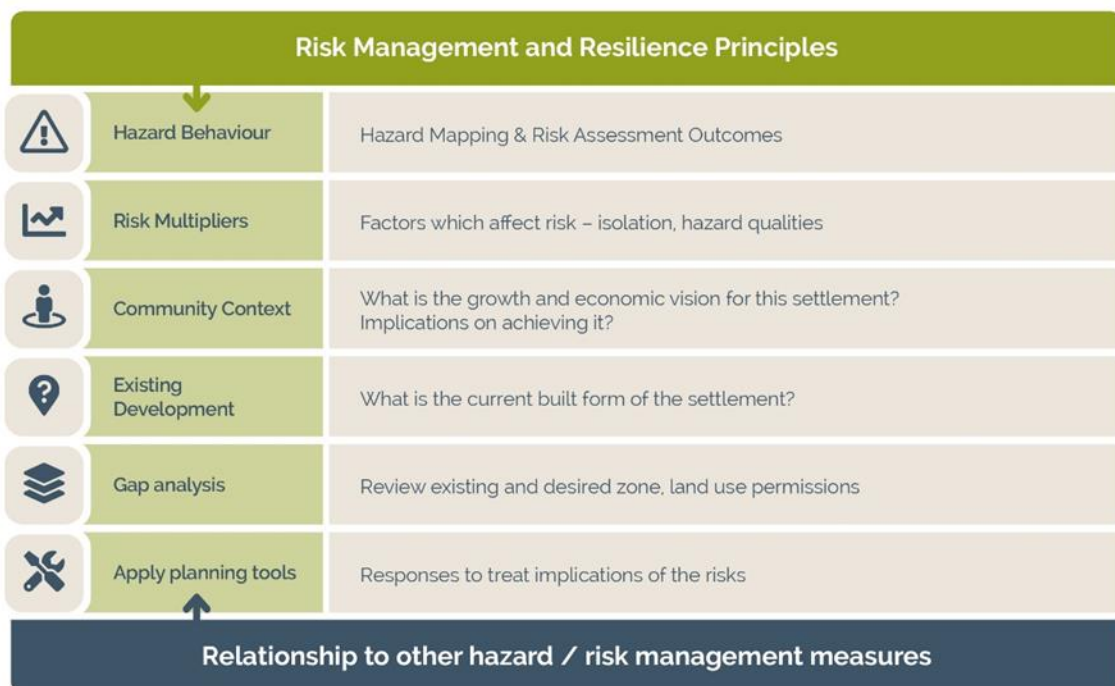 Risk Management and Resilience Principles
Hazard Behaviour
Hazard Mapping & Risk Assessment Outcomes
Risk Multipliers
Factors which affect risk – isolation, hazard qualities
Community Context
What is the growth and economic vision for this settlement?
Implications on achieving it?
Existing
Development
What is the current built form of the settlement?
Gap analysis
Review existing and desired zone, land use permissions
Apply planning tools
Responses to treat implications of the risks
Relationship to other hazard / risk management measures